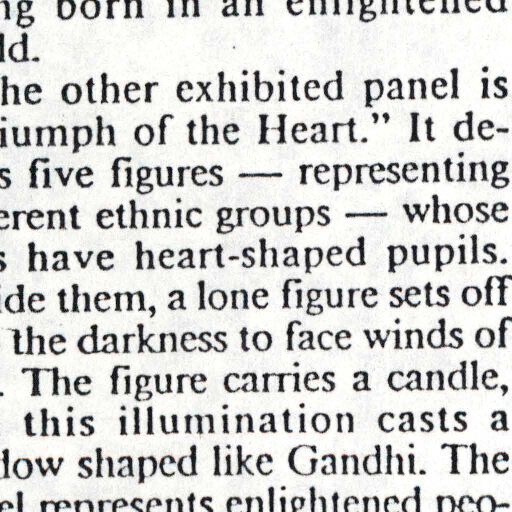 ng born in an enlightened
ld.
he other exhibited panel is
iumph of the Heart.” It de-
s five figures — representing
erent ethnic groups — whose
s have heart-shaped pupils.
ide them, a lone figure sets off
the darkness to face winds of
. The figure carries a candle,
this illumination casts a
dow shaped like Gandhi. The
el represents enlightened peo-